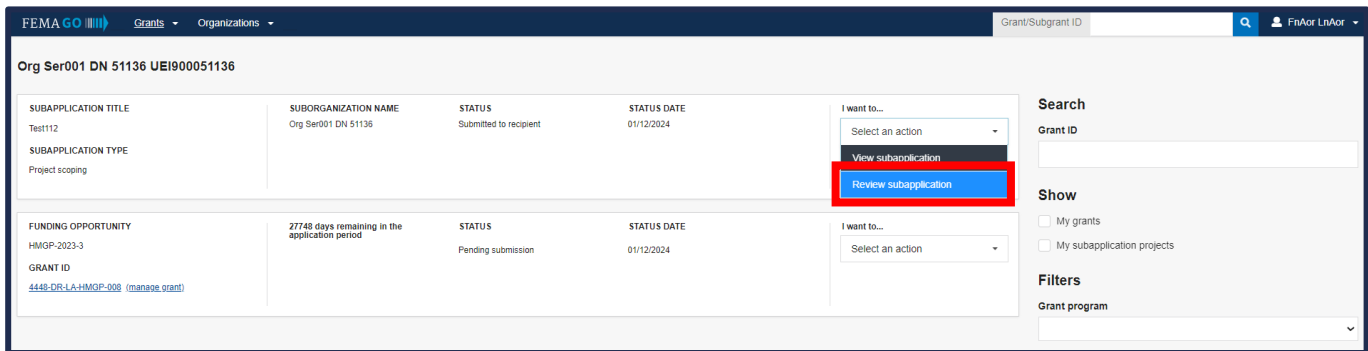 FEMA GO Grants Organizations Grant/Subgrant ID FnAor LnAor
Org Ser001 DN 51136 UEI900051136
SUBAPPLICATION TITLE
Test112
SUBAPPLICATION TYPE
Project scoping
SUBORGANIZATION NAME
Org Ser001 DN 51136
STATUS
Submitted to recipient
STATUS DATE
01/12/2024
I want to...
Select an action
View subapplication
Review subapplication
FUNDING OPPORTUNITY
HMGP-2023-3
GRANT ID
4448-DR-LA-HMGP-008 (manage grant)
27748 days remaining in the
application period
STATUS
Pending submission
STATUS DATE
01/12/2024
I want to...
Select an action
Search
Grant ID
Show
My grants
My subapplication projects
Filters
Grant program